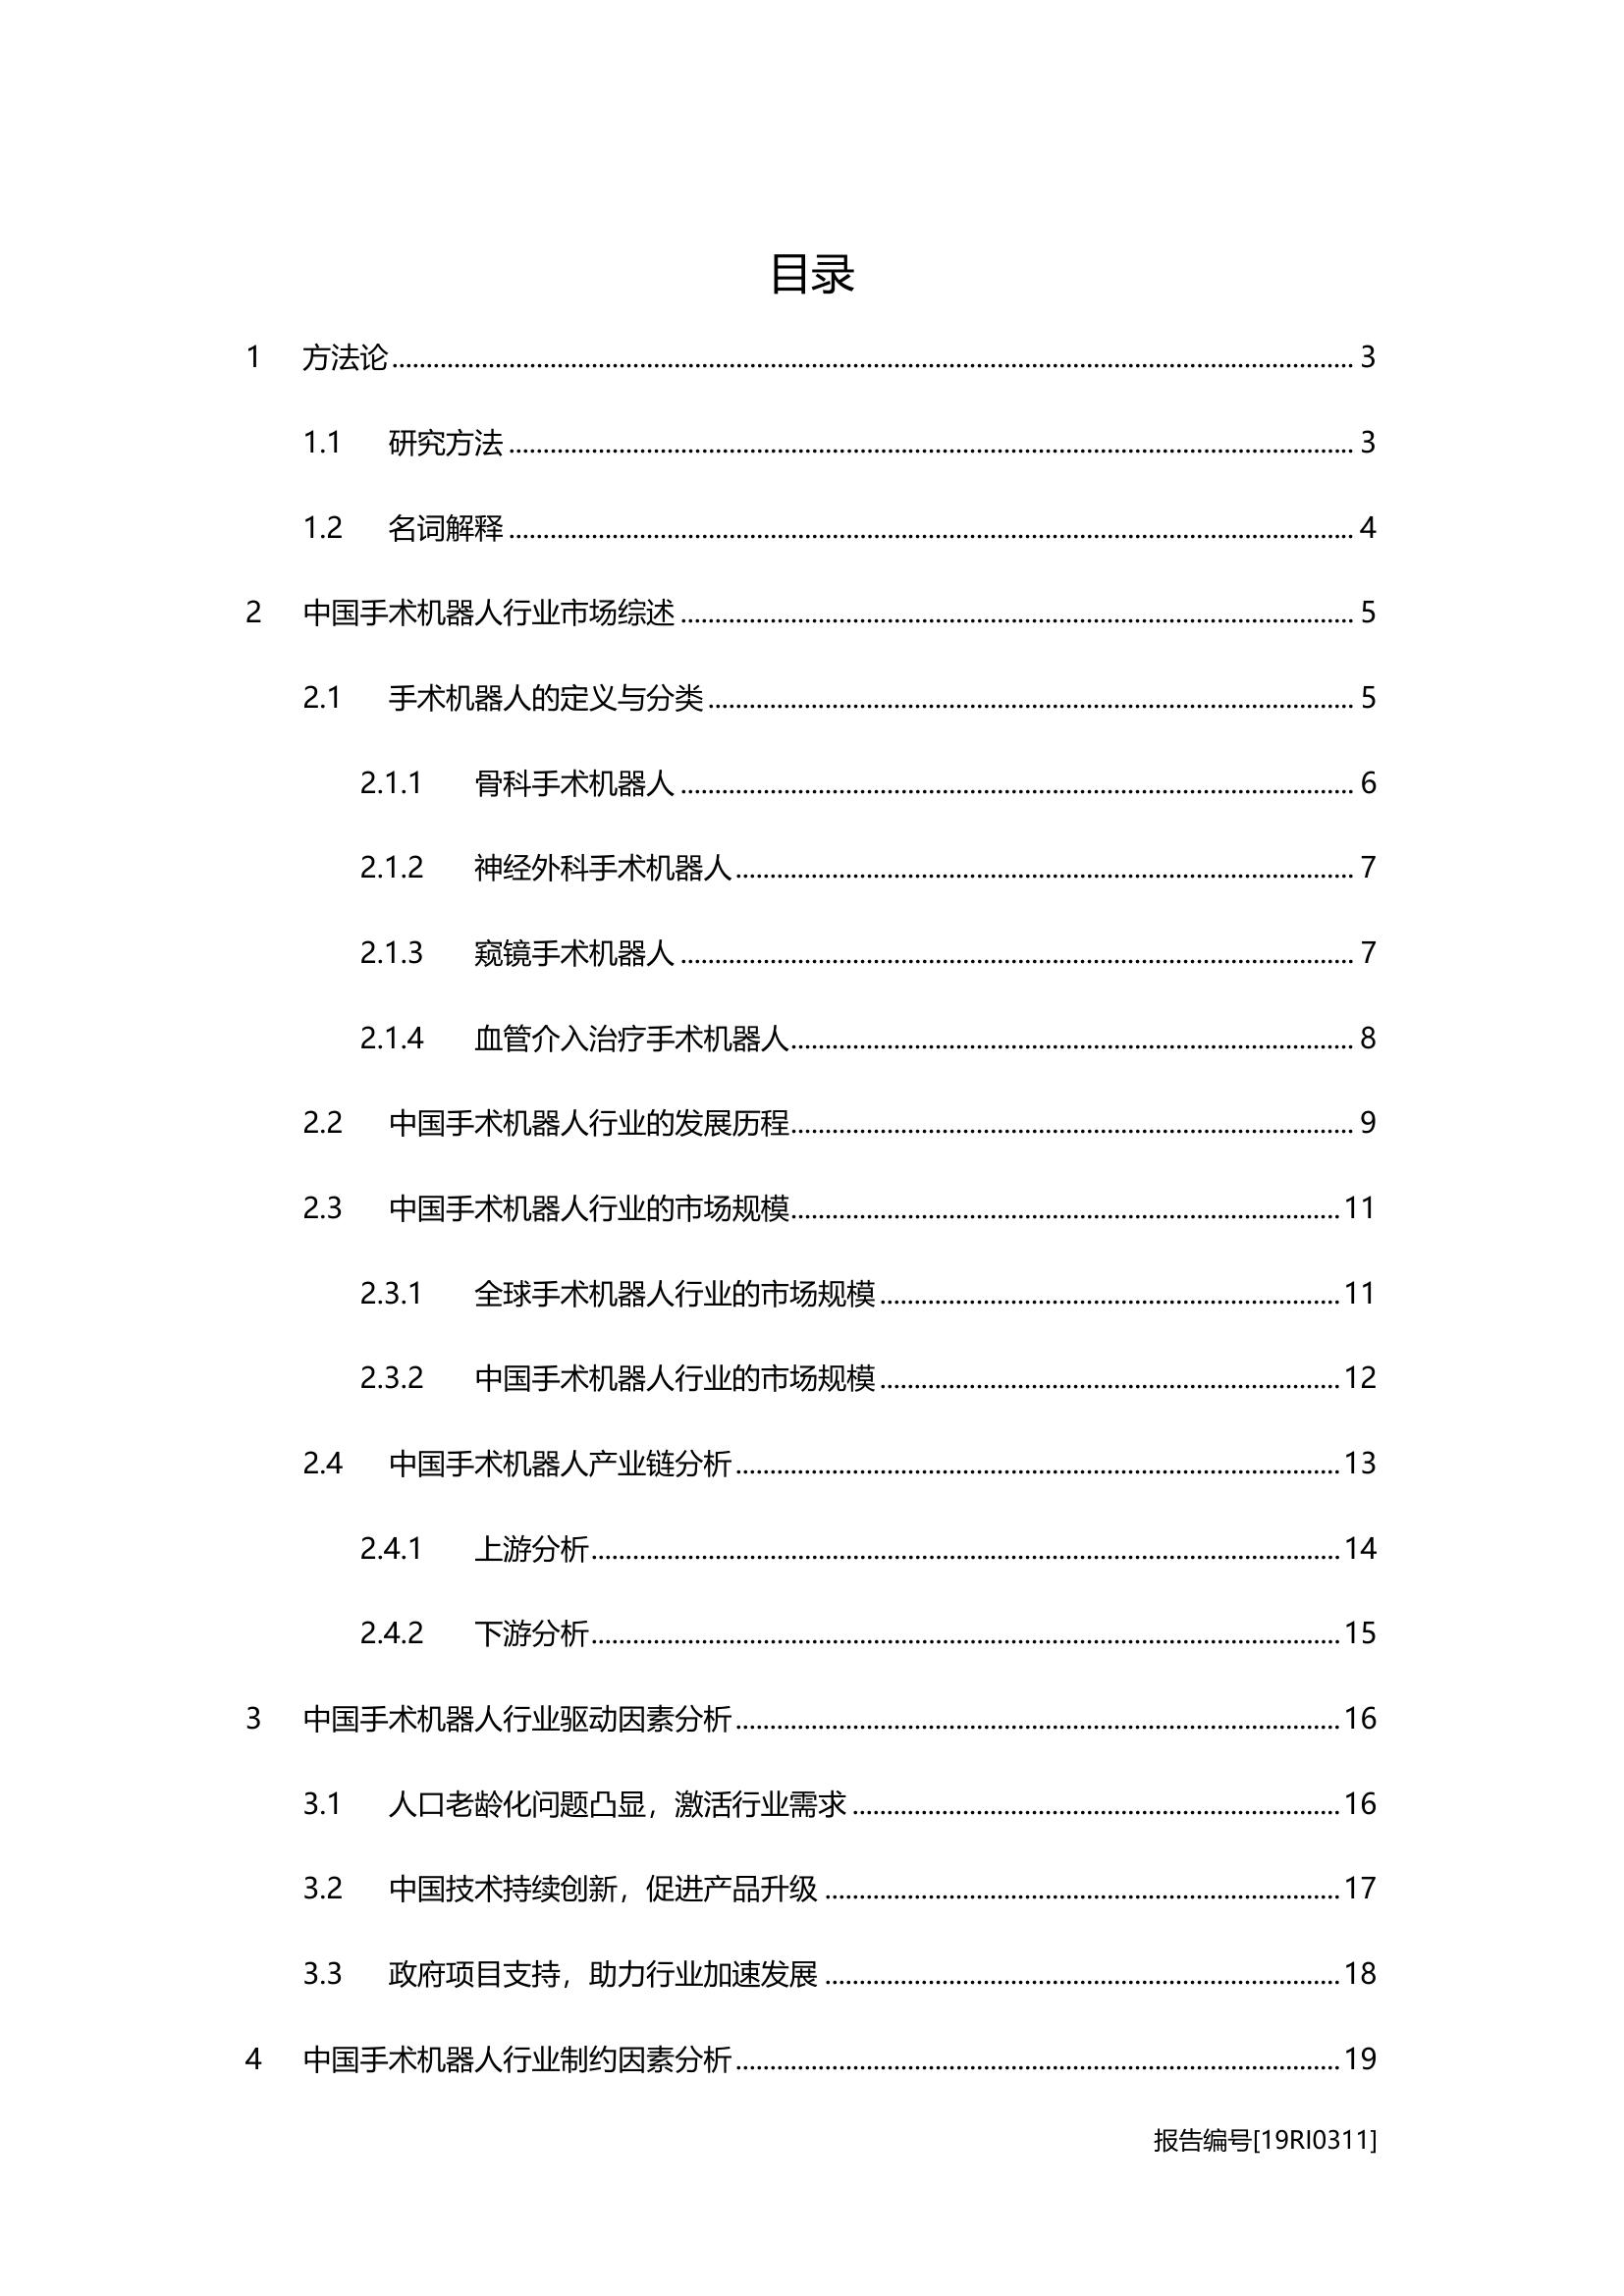 目录
1 方法论 3
1.1 研究方法 3
1.2 名词解释 4
2 中国手术机器人行业市场综述 5
2.1 手术机器人的定义与分类 5
2.1.1 骨科手术机器人 6
2.1.2 神经外科手术机器人 7
2.1.3 窥镜手术机器人 7
2.1.4 血管介入治疗手术机器人 8
2.2 中国手术机器人行业的发展历程 9
2.3 中国手术机器人行业的市场规模 11
2.3.1 全球手术机器人行业的市场规模 11
2.3.2 中国手术机器人行业的市场规模 12
2.4 中国手术机器人产业链分析 13
2.4.1 上游分析 14
2.4.2 下游分析 15
3 中国手术机器人行业驱动因素分析 16
3.1 人口老龄化问题凸显，激活行业需求 16
3.2 中国技术持续创新，促进产品升级 17
3.3 政府项目支持，助力行业加速发展 18
4 中国手术机器人行业制约因素分析 19
报告编号[19RI0311]